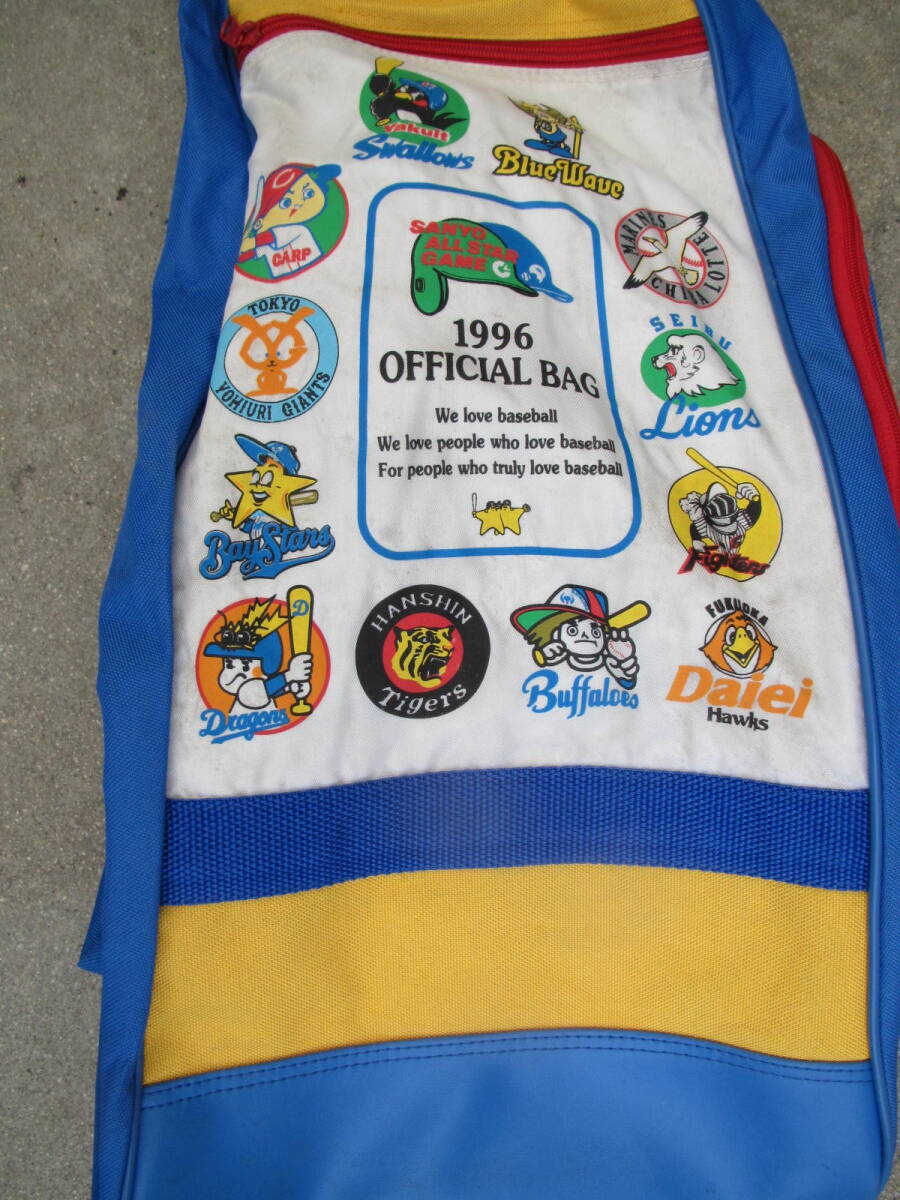 Yakult
Swallows
BlueWave
C
CARP
SANYO
ALL STAR
GAME
MARINES
CHIBA LOTTE
TOKYO
YOMIURI GIANTS
1996
OFFICIAL BAG
We love baseball
We love people who love baseball
For people who truly love baseball
SEIBU
Lions
BayStars
Fighters
D
Dragons
HANSHIN
Tigers
Buffaloes
FUKUOKA
Daiei
Hawks